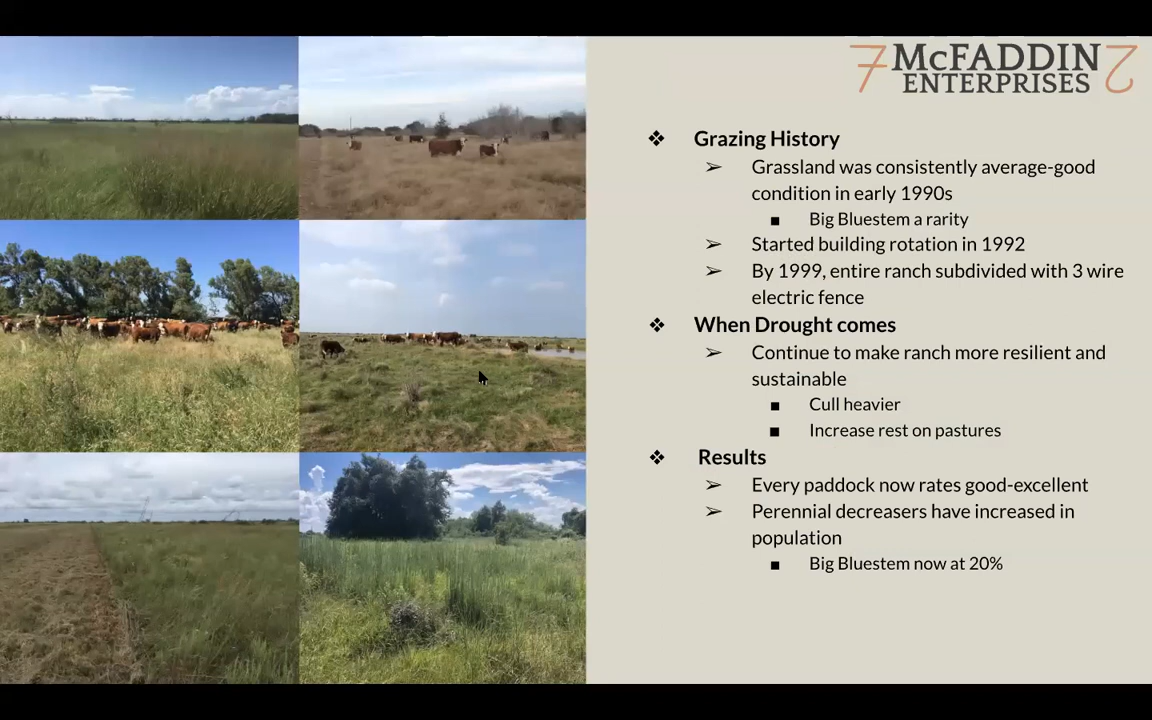 McFADDIN
ENTERPRISES
❖ Grazing History
➢ Grassland was consistently average-good
condition in early 1990s
■ Big Bluestem a rarity
➢ Started building rotation in 1992
➢ By 1999, entire ranch subdivided with 3 wire
electric fence
❖ When Drought comes
➢ Continue to make ranch more resilient and
sustainable
■ Cull heavier
■ Increase rest on pastures
❖ Results
➢ Every paddock now rates good-excellent
➢ Perennial decreasers have increased in
population
■ Big Bluestem now at 20%